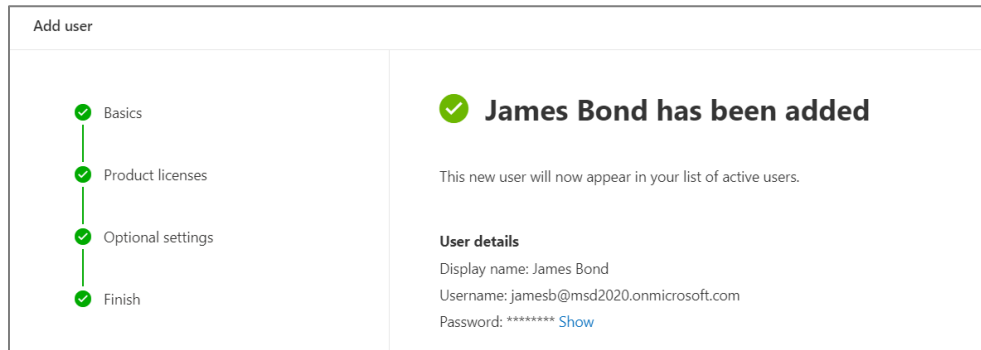 Add user
Basics
Product licenses
Optional settings
Finish
James Bond has been added
This new user will now appear in your list of active users.
User details
Display name: James Bond
Username: jamesb@msd2020.onmicrosoft.com
Password: ******** Show